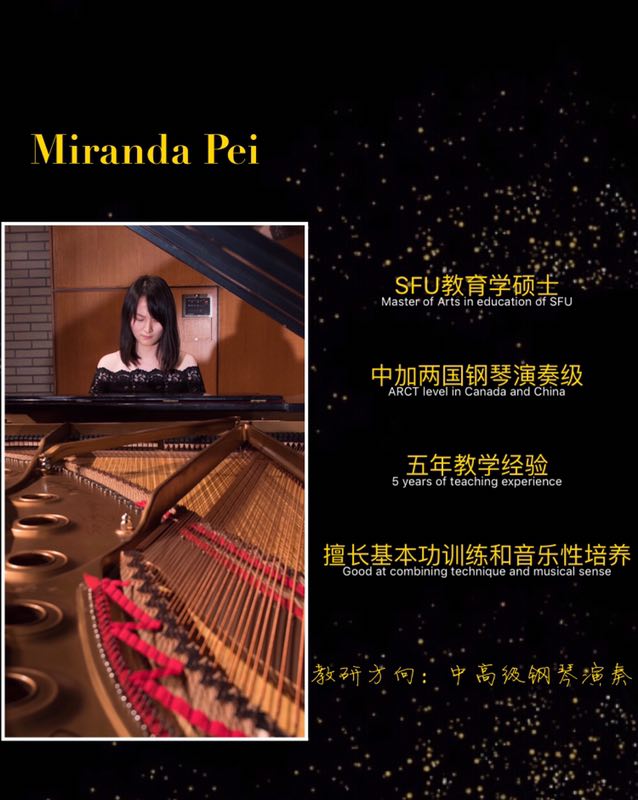 Miranda Pei
SFU教育学硕士
Master of Arts in education of SFU
中加两国钢琴演奏级
ARCT level in Canada and China
五年教学经验
5 years of teaching experience
擅长基本功训练和音乐性培养
Good at combining technique and musical sense
教研方向：中高级钢琴演奏